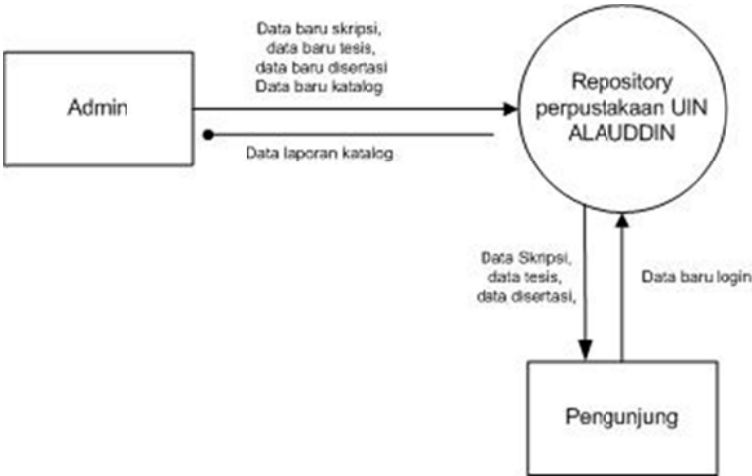 Data baru skripsi,
data baru tesis,
data baru disertasi
Data baru katalog
Admin
Repository
perpustakaan UIN
ALAUDDIN
Data laporan katalog
Data Skripsi,
data tesis,
data disertasi,
Data baru login
Pengunjung